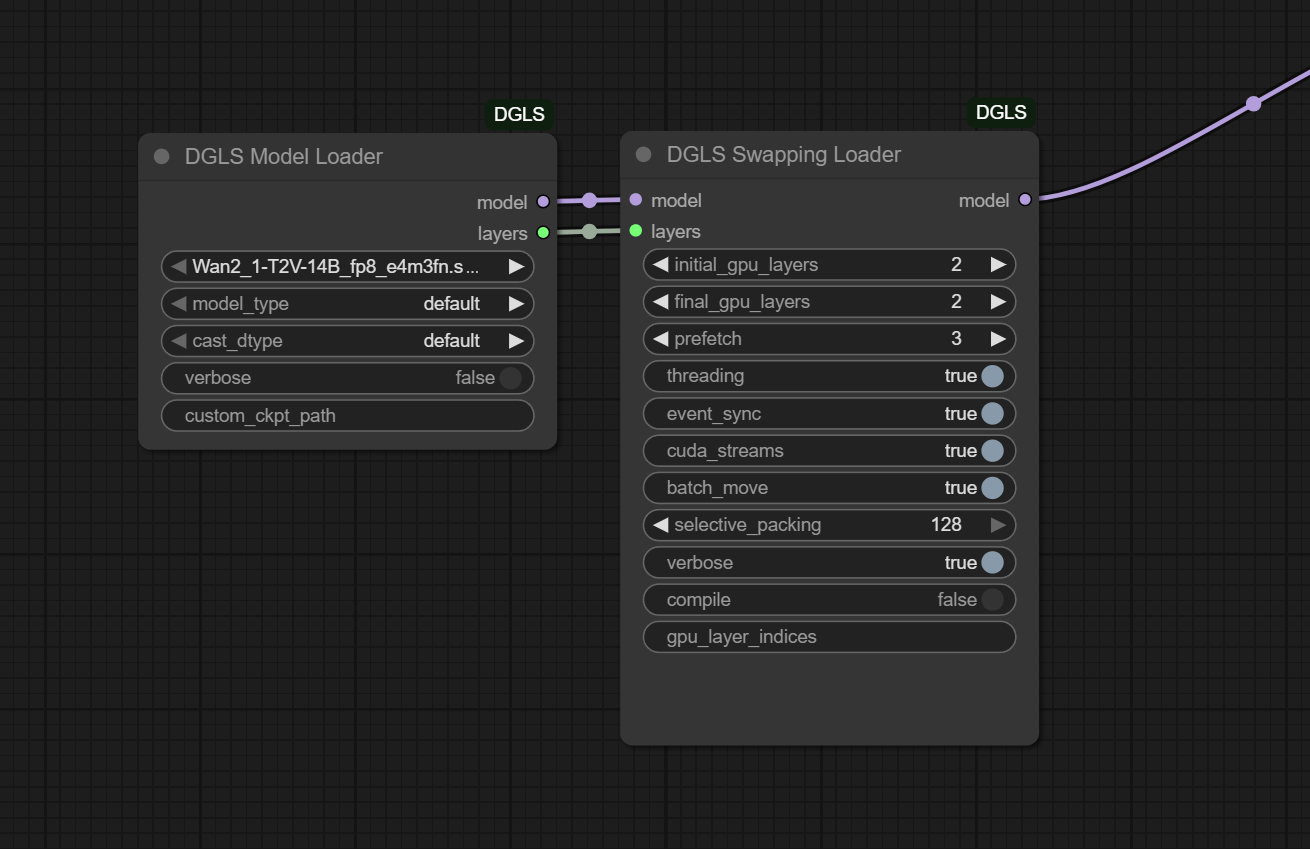 DGLS
DGLS Model Loader
model
layers
Wan2_1-T2V-14B_fp8_e4m3fn.s...
model_type default
cast_dtype default
verbose false
custom_ckpt_path
DGLS
DGLS Swapping Loader
model model
layers
initial_gpu_layers 2
final_gpu_layers 2
prefetch 3
threading true
event_sync true
cuda_streams true
batch_move true
selective_packing 128
verbose true
compile false
gpu_layer_indices